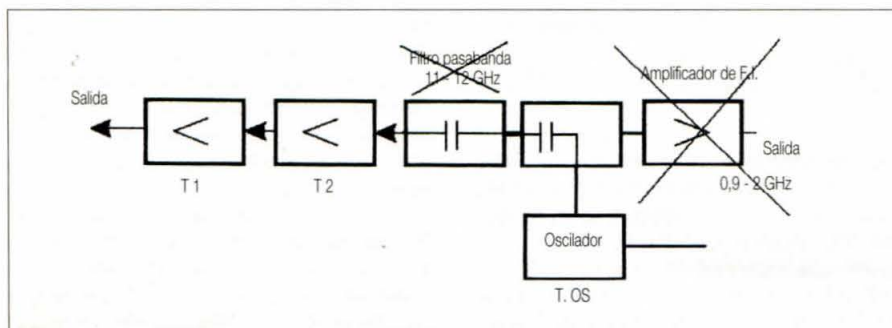 Filtro pasabanda
11 - 12 GHz
Amplificador de F.I.
Salida
T 1
T 2
Salida
0,9 - 2 GHz
Oscilador
T. OS